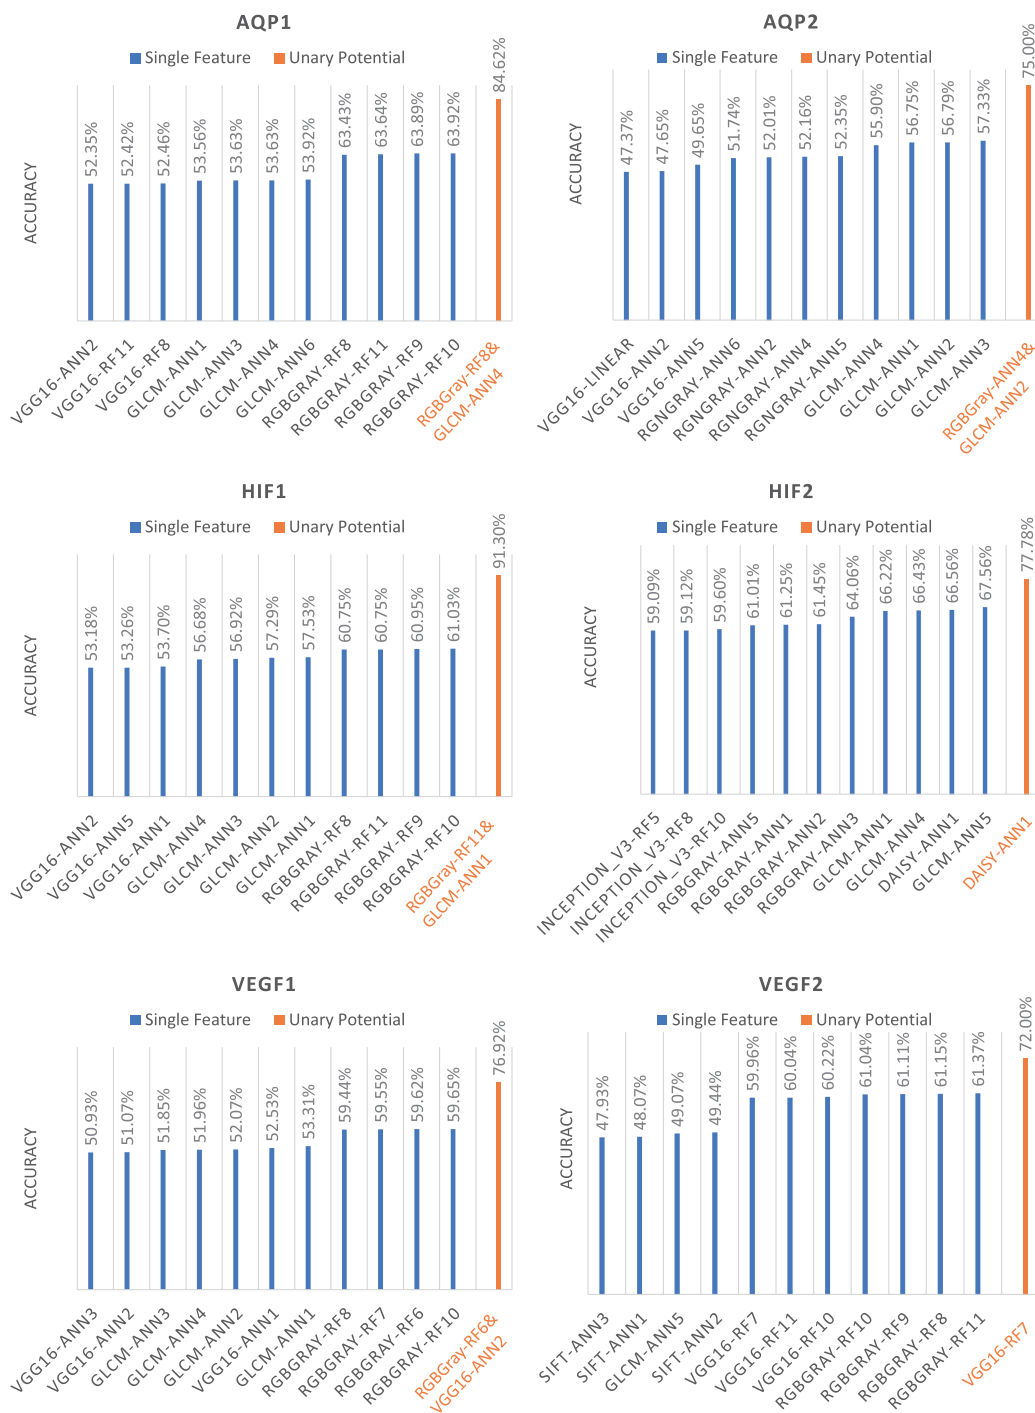 AQP1
Single Feature Unary Potential
ACCURACY
52.35%
52.42%
52.46%
53.56%
53.63%
53.63%
53.92%
63.43%
63.64%
63.89%
63.92%
84.62%
VGG16-ANN2
VGG16-RF11
VGG16-RF8
GLCM-ANN1
GLCM-ANN3
GLCM-ANN4
GLCM-ANN6
RGBGRAY-RF8
RGBGRAY-RF11
RGBGRAY-RF9
RGBGRAY-RF10
RGBGray-RF8&
GLCM-ANN4
AQP2
Single Feature Unary Potential
ACCURACY
47.37%
47.65%
49.65%
51.74%
52.01%
52.16%
52.35%
55.90%
56.75%
56.79%
57.33%
75.00%
VGG16-LINEAR
VGG16-ANN2
VGG16-ANN5
RGNGRAY-ANN6
RGNGRAY-ANN2
RGNGRAY-ANN4
RGNGRAY-ANN5
GLCM-ANN4
GLCM-ANN1
GLCM-ANN2
GLCM-ANN3
RGBGray-ANN4&
GLCM-ANN2
HIF1
Single Feature Unary Potential
ACCURACY
53.18%
53.26%
53.70%
56.68%
56.92%
57.29%
57.53%
60.75%
60.75%
60.95%
61.03%
91.30%
VGG16-ANN2
VGG16-ANN5
VGG16-ANN1
GLCM-ANN4
GLCM-ANN3
GLCM-ANN2
GLCM-ANN1
RGBGRAY-RF8
RGBGRAY-RF11
RGBGRAY-RF9
RGBGRAY-RF10
RGBGray-RF11&
GLCM-ANN1
HIF2
Single Feature Unary Potential
ACCURACY
59.09%
59.12%
59.60%
61.01%
61.25%
61.45%
64.06%
66.22%
66.43%
66.56%
67.56%
77.78%
INCEPTION_V3-RF5
INCEPTION_V3-RF8
INCEPTION_V3-RF10
RGBGRAY-ANN5
RGBGRAY-ANN1
RGBGRAY-ANN2
RGBGRAY-ANN3
GLCM-ANN1
GLCM-ANN4
DAISY-ANN1
GLCM-ANN5
DAISY-ANN1
VEGF1
Single Feature Unary Potential
ACCURACY
50.93%
51.07%
51.85%
51.96%
52.07%
52.53%
53.31%
59.44%
59.55%
59.62%
59.65%
76.92%
VGG16-ANN3
VGG16-ANN2
GLCM-ANN3
GLCM-ANN4
GLCM-ANN2
VGG16-ANN1
GLCM-ANN1
RGBGRAY-RF8
RGBGRAY-RF7
RGBGRAY-RF6
RGBGRAY-RF10
RGBGray-RF6&
VGG16-ANN2
VEGF2
Single Feature Unary Potential
ACCURACY
47.93%
48.07%
49.07%
49.44%
59.96%
60.04%
60.22%
61.04%
61.11%
61.15%
61.37%
72.00%
SIFT-ANN3
SIFT-ANN1
GLCM-ANN5
SIFT-ANN2
VGG16-RF7
VGG16-RF11
VGG16-RF10
RGBGRAY-RF10
RGBGRAY-RF9
RGBGRAY-RF8
RGBGRAY-RF11
VGG16-RF7